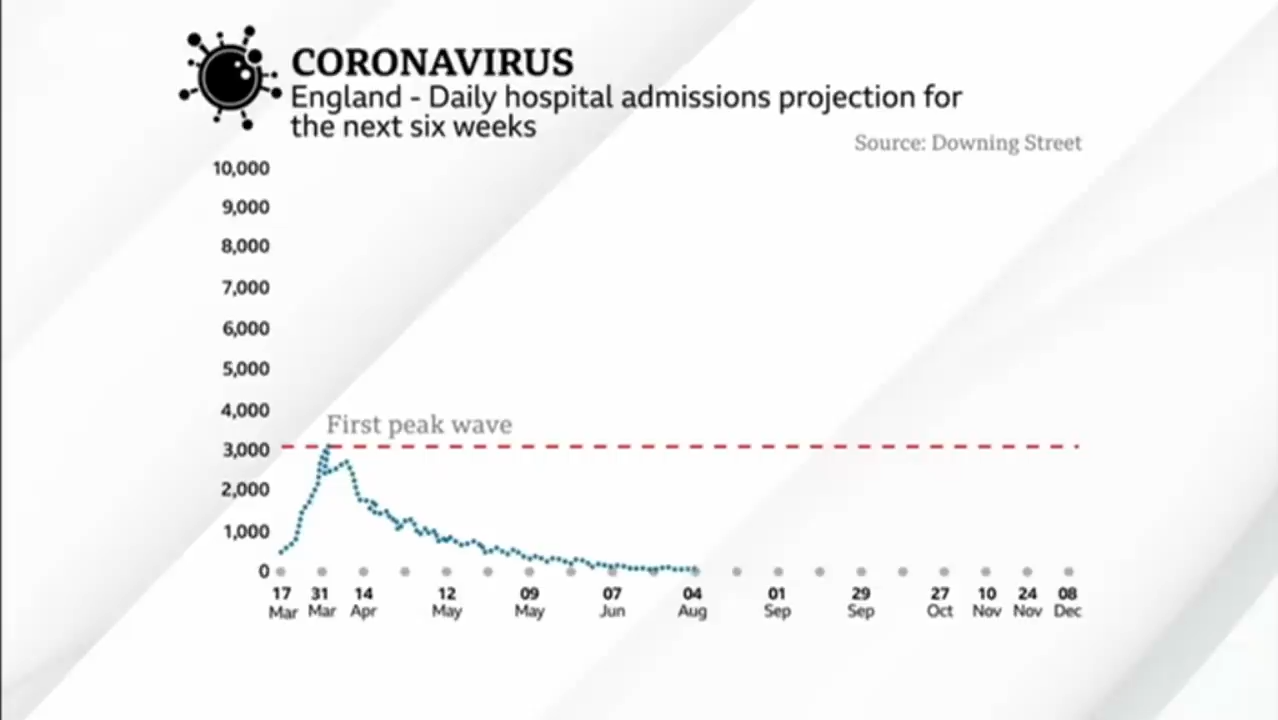 CORONAVIRUS
England - Daily hospital admissions projection for
the next six weeks
Source: Downing Street
10,000
9,000
8,000
7,000
6,000
5,000
4,000
First peak wave
3,000
2,000
1,000
0
17 31 14 12 09 07 04 01 29 27 10 24 08
Mar Mar Apr May May Jun Aug Sep Sep Oct Nov Nov Dec